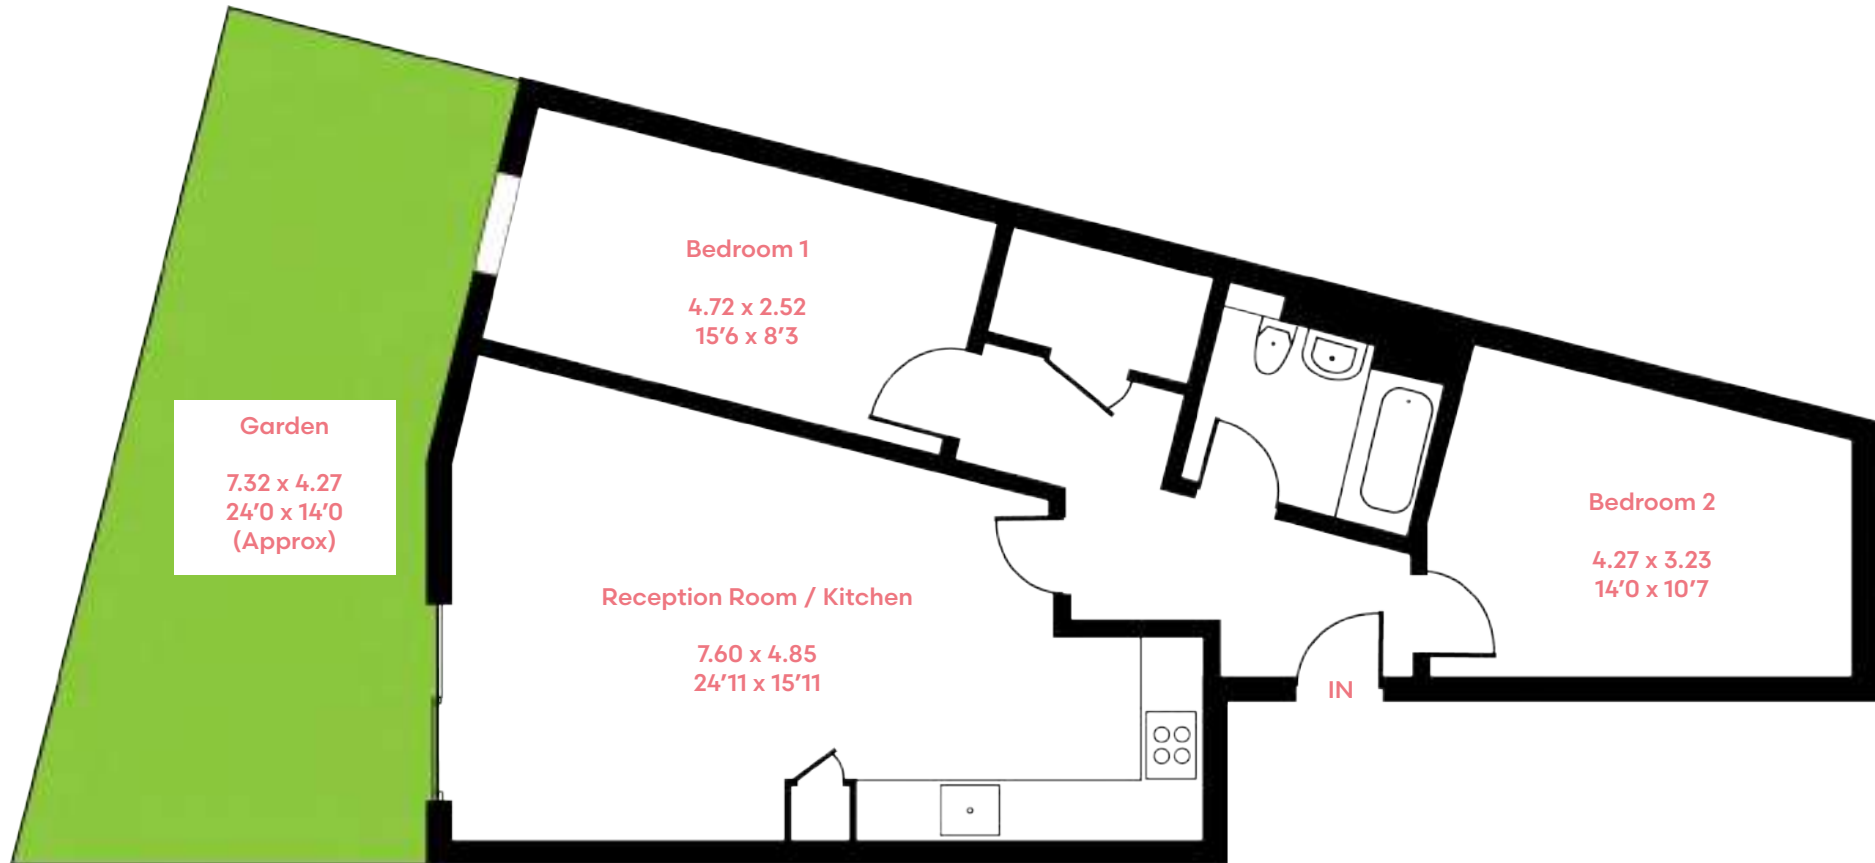 Bedroom 1
4.72 x 2.52
15’6 x 8’3
Garden
7.32 x 4.27
24’0 x 14’0
(Approx)
Bedroom 2
4.27 x 3.23
14’0 x 10’7
Reception Room / Kitchen
7.60 x 4.85
24’11 x 15’11
IN